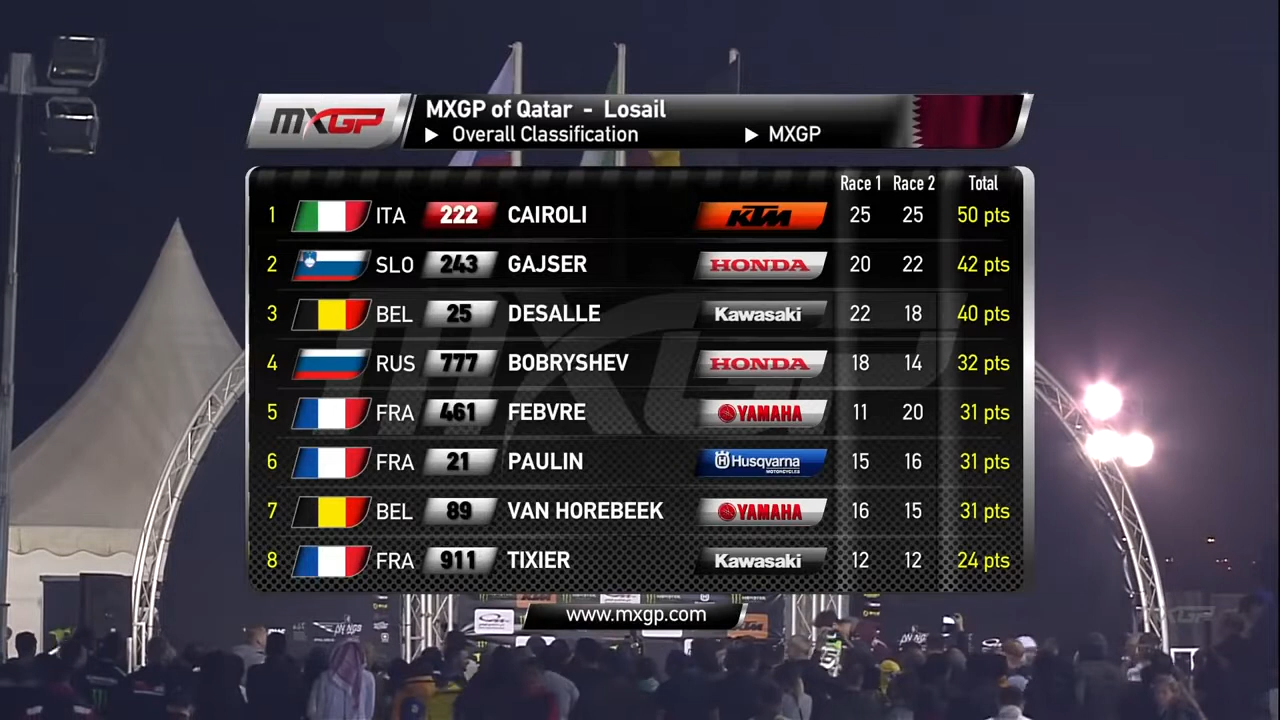 MXGP
MXGP of Qatar - Losail
Overall Classification MXGP
Race 1 Race 2 Total
1 ITA 222 CAIROLI KTM 25 25 50 pts
2 SLO 243 GAJSER HONDA 20 22 42 pts
3 BEL 25 DESALLE Kawasaki 22 18 40 pts
4 RUS 777 BOBRYSHEV HONDA 18 14 32 pts
5 FRA 461 FEBVRE YAMAHA 11 20 31 pts
6 FRA 21 PAULIN Husqvarna MOTORCYCLES 15 16 31 pts
7 BEL 89 VAN HOREBEEK YAMAHA 16 15 31 pts
8 FRA 911 TIXIER Kawasaki 12 12 24 pts
www.mxgp.com